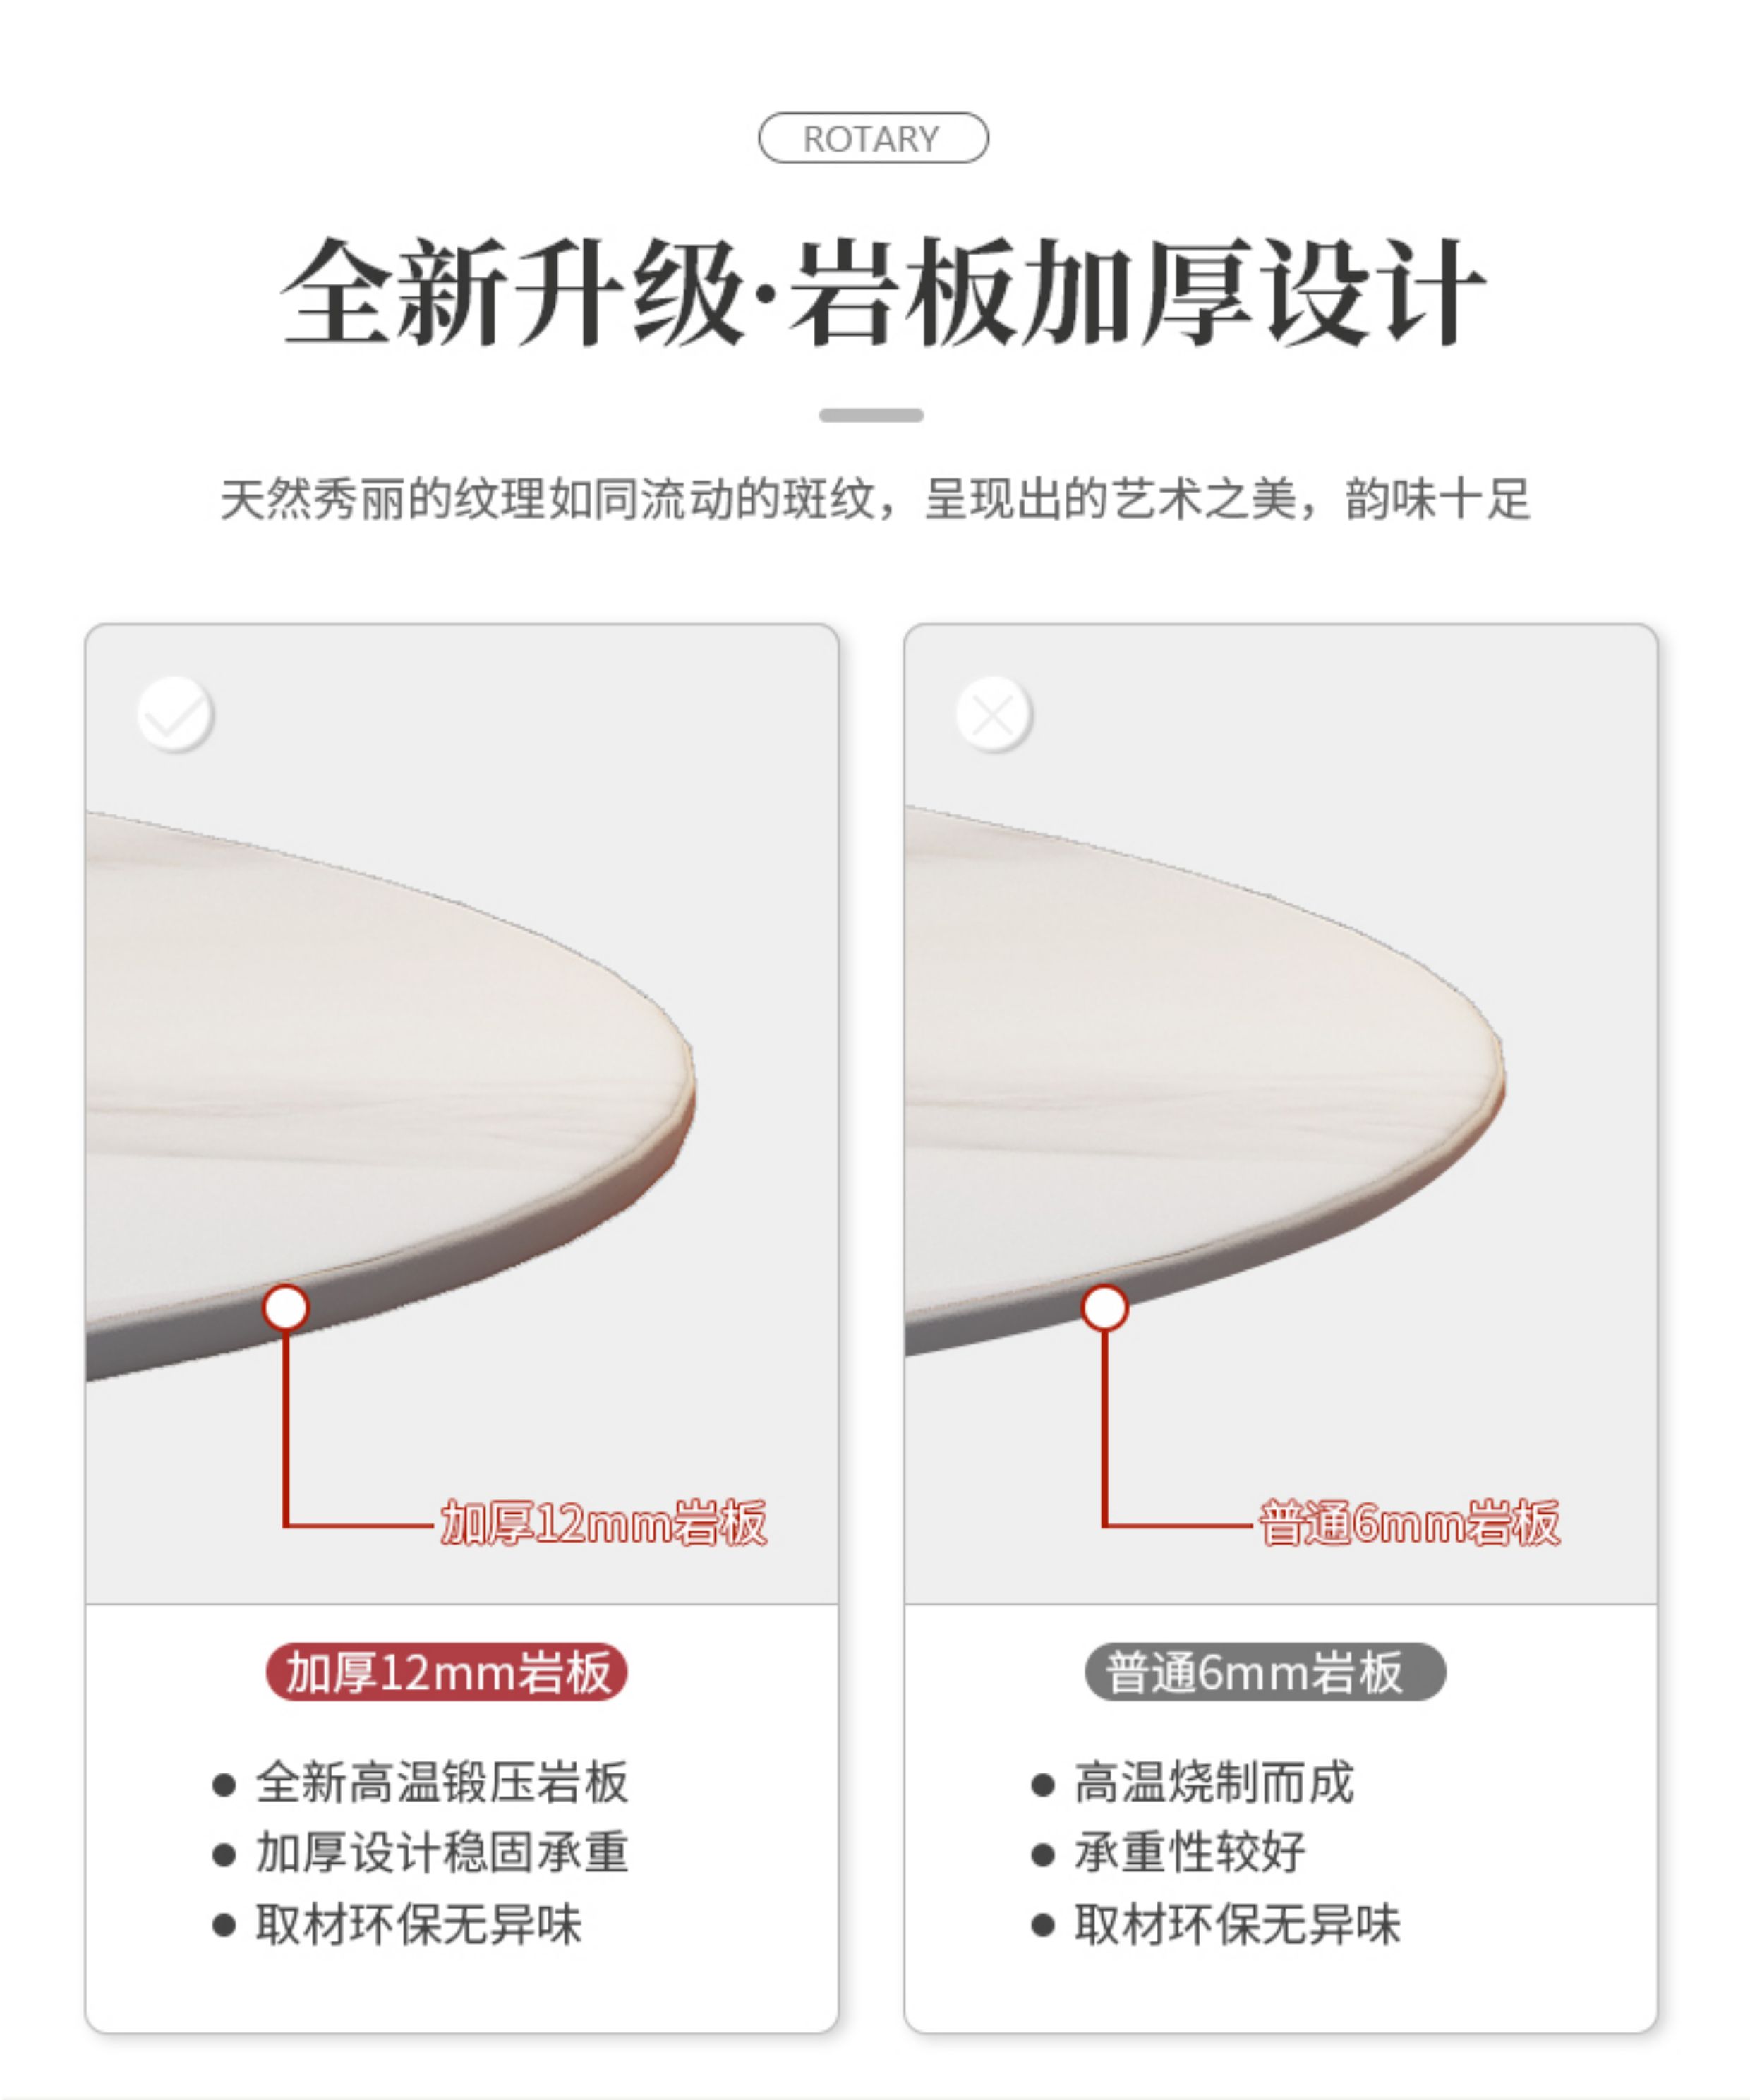 ROTARY
全新升级·岩板加厚设计
天然秀丽的纹理如同流动的斑纹，呈现出的艺术之美，韵味十足
加厚12mm岩板
普通6mm岩板
加厚12mm岩板
全新高温锻压岩板
加厚设计稳固承重
取材环保无异味
普通6mm岩板
高温烧制而成
承重性较好
取材环保无异味